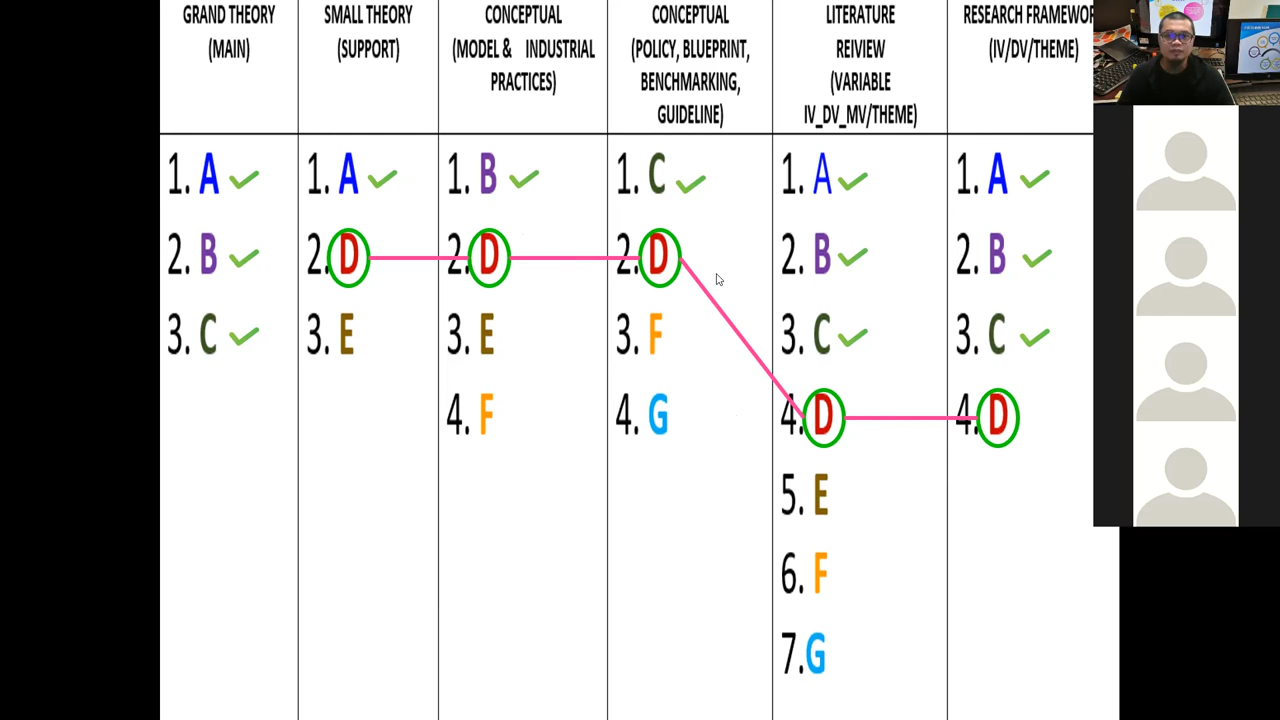 GRAND THEORY
(MAIN)
SMALL THEORY
(SUPPORT)
CONCEPTUAL
(MODEL & INDUSTRIAL
PRACTICES)
CONCEPTUAL
(POLICY, BLUEPRINT,
BENCHMARKING,
GUIDELINE)
LITERATURE
REIVIEW
(VARIABLE
IV_DV_MV/THEME)
RESEARCH FRAMEWOR
(IV/DV/THEME)
1. A
2. B
3. C
1. A
2. D
3. E
1. B
2. D
3. E
4. F
1. C
2. D
3. F
4. G
1. A
2. B
3. C
4. D
5. E
6. F
7. G
1. A
2. B
3. C
4. D